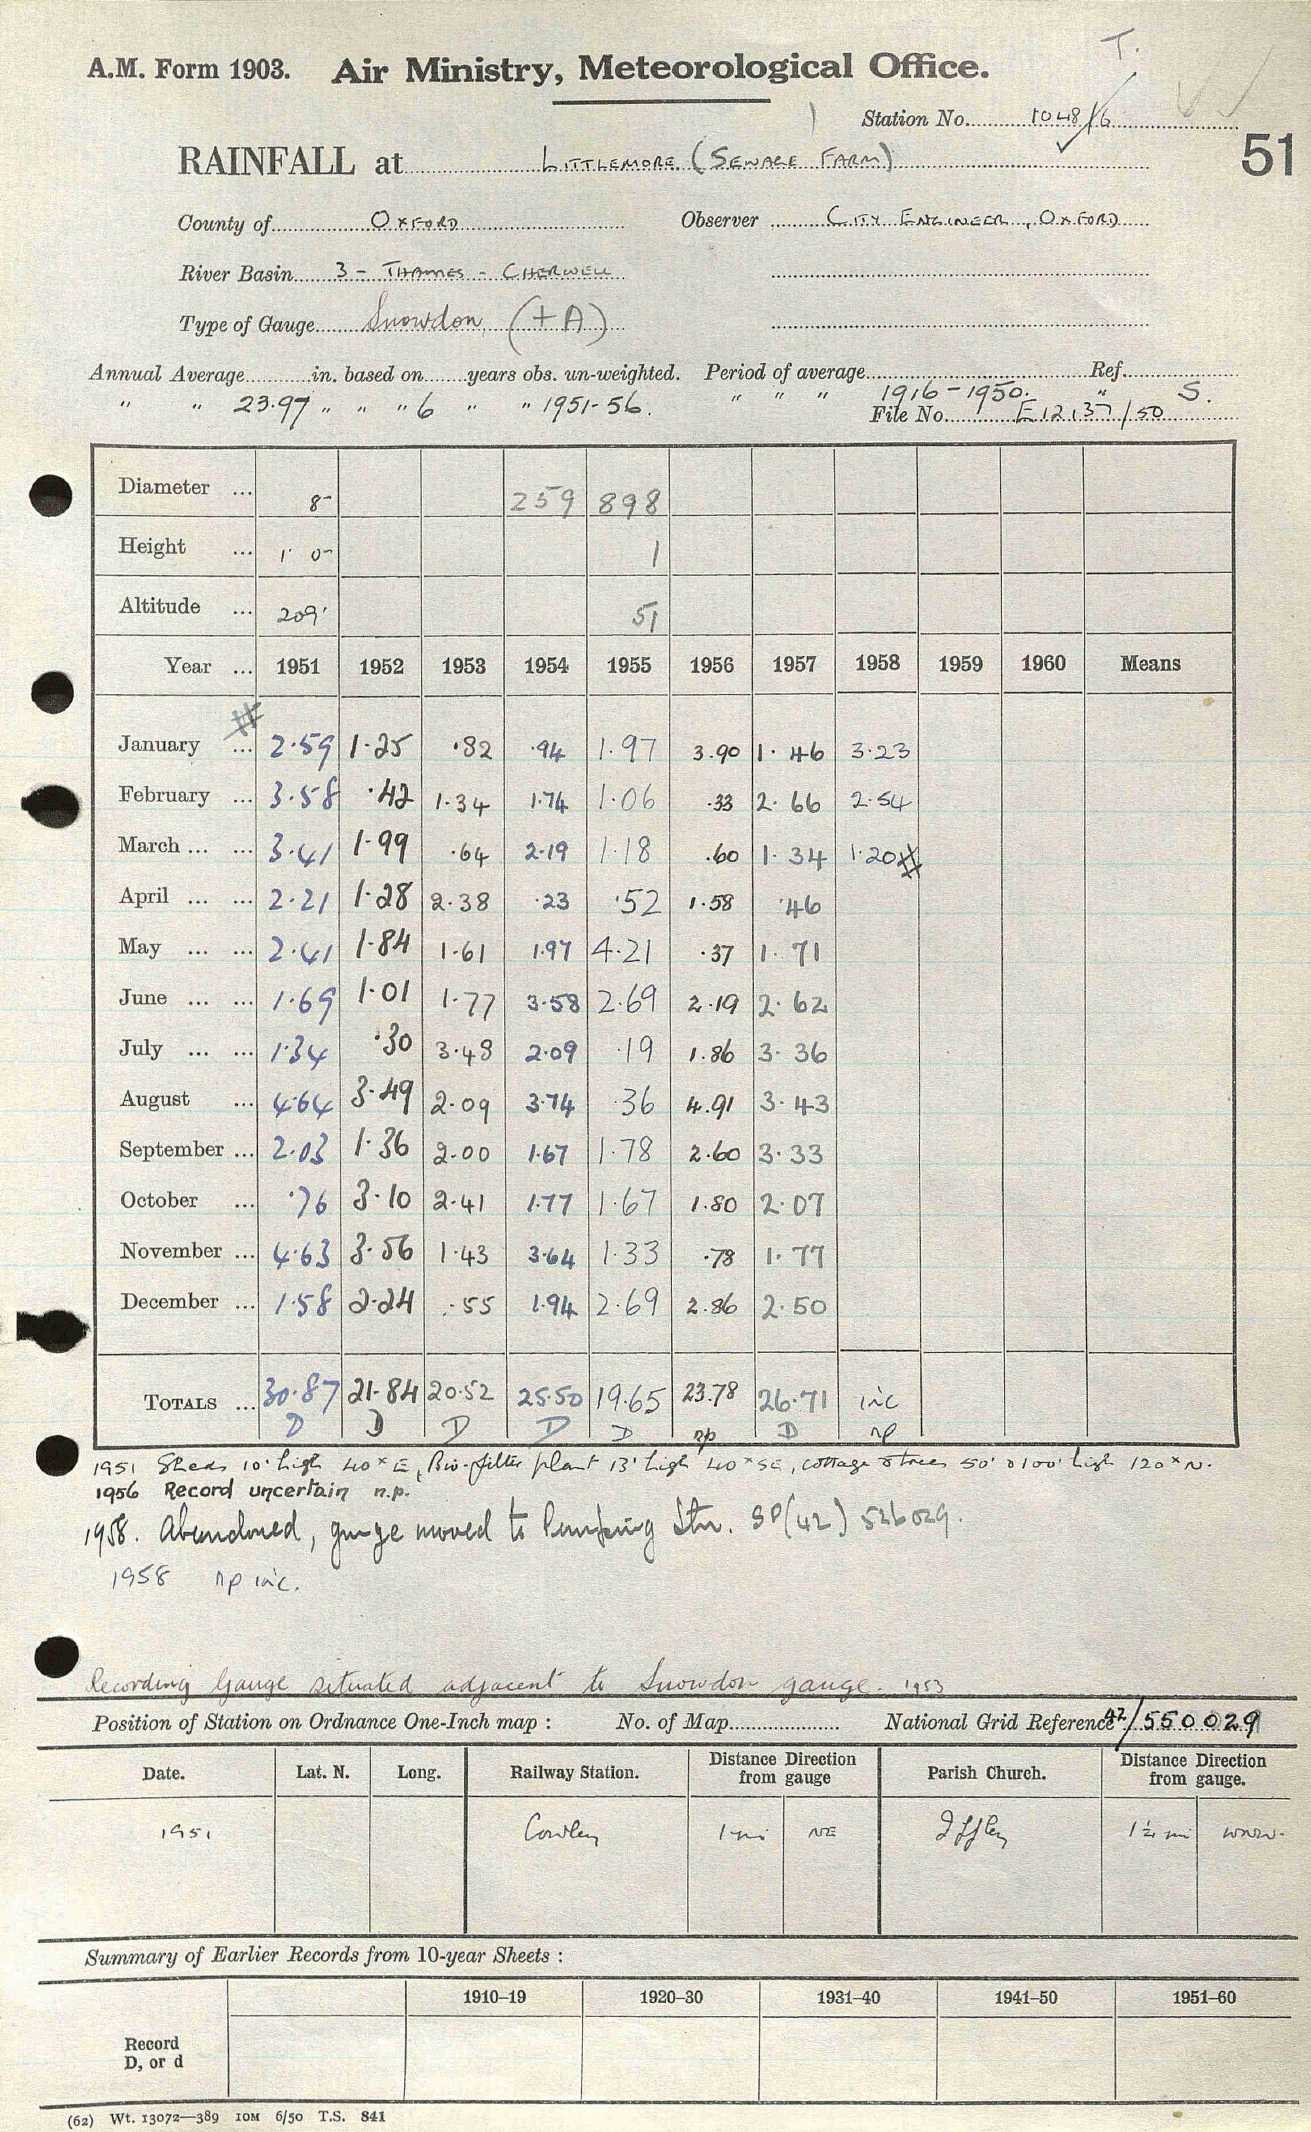 T.
A.M. Form 1903. Air Ministry, Meteorological Office.
Station No. 1048/6
51
RAINFALL at LITTLEMORE (SEWAGE FARM)
County of OXFORD Observer CITY ENGINEER, OXFORD
River Basin 3 - THAMES - CHERWELL
Type of Gauge Snowdon (+A)
Annual Average in. based on years obs. un-weighted. Period of average Ref.
" " 23.97 " " " 6 " " 1951-56. " " " 1916-1950. " S.
File No. E12137/50
Diameter ... 8" 259 898
Height ... 1' 0" 1
Altitude ... 209' 51
Year ... 1951 1952 1953 1954 1955 1956 1957 1958 1959 1960 Means
January ... # 2.59 1.25 .82 .94 1.97 3.90 1.46 3.23
February ... 3.58 .42 1.34 1.74 1.06 .33 2.66 2.54
March ... ... 3.41 1.99 .64 2.19 1.18 .60 1.34 1.20#
April ... ... 2.21 1.28 2.38 .23 .52 1.58 .46
May ... ... 2.41 1.84 1.61 1.97 4.21 .37 1.71
June ... ... 1.69 1.01 1.77 3.58 2.69 2.19 2.62
July ... ... 1.34 .30 3.48 2.09 .19 1.86 3.36
August ... 4.64 3.49 2.09 3.74 .36 4.91 3.43
September ... 2.03 1.36 2.00 1.67 1.78 2.60 3.33
October ... .76 3.10 2.41 1.77 1.67 1.80 2.07
November ... 4.63 3.56 1.43 3.64 1.33 .78 1.77
December ... 1.58 2.24 .55 1.94 2.69 2.86 2.50
TOTALS ... 30.87 21.84 20.52 25.50 19.65 23.78 26.71 inc
D D D D D np D np
1951 Sheds 10' high 40x E, Bio-filter plant 13' high 40x SE, cottage & trees 50' & 100' high 120x N.
1956 Record uncertain n.p.
1958. Abandoned, gauge moved to Pumping Stn. SP(42) 526029.
1958 np inc.
Recording Gauge situated adjacent to Snowdon gauge. 1953
Position of Station on Ordnance One-Inch map : No. of Map National Grid Reference 42/550029
Date. Lat. N. Long. Railway Station. Distance Direction from gauge Parish Church. Distance Direction from gauge.
1951 Cowley 1 mi NE Iffley 1½ mi WNW.
Summary of Earlier Records from 10-year Sheets :
1910–19 1920–30 1931–40 1941–50 1951–60
Record
D, or d
(62) Wt. 13072—389 10M 6/50 T.S. 841